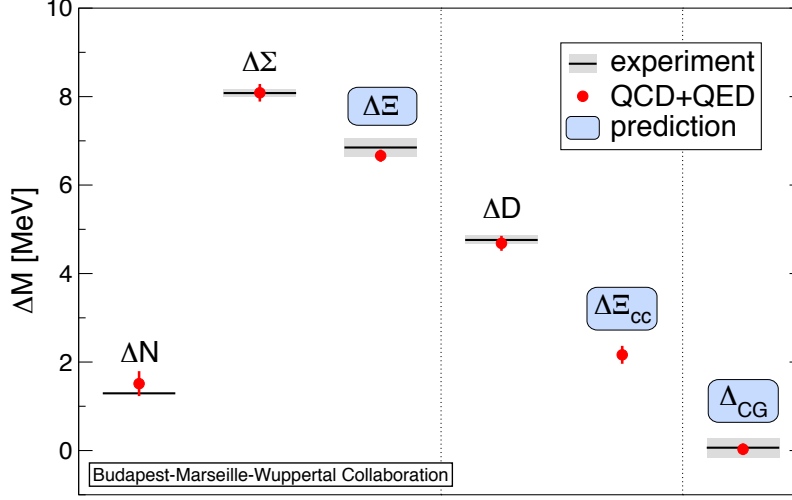 10
8
6
4
2
0
ΔM [MeV]
ΔN
ΔΣ
ΔΞ
ΔD
ΔΞcc
ΔCG
experiment
QCD+QED
prediction
Budapest-Marseille-Wuppertal Collaboration